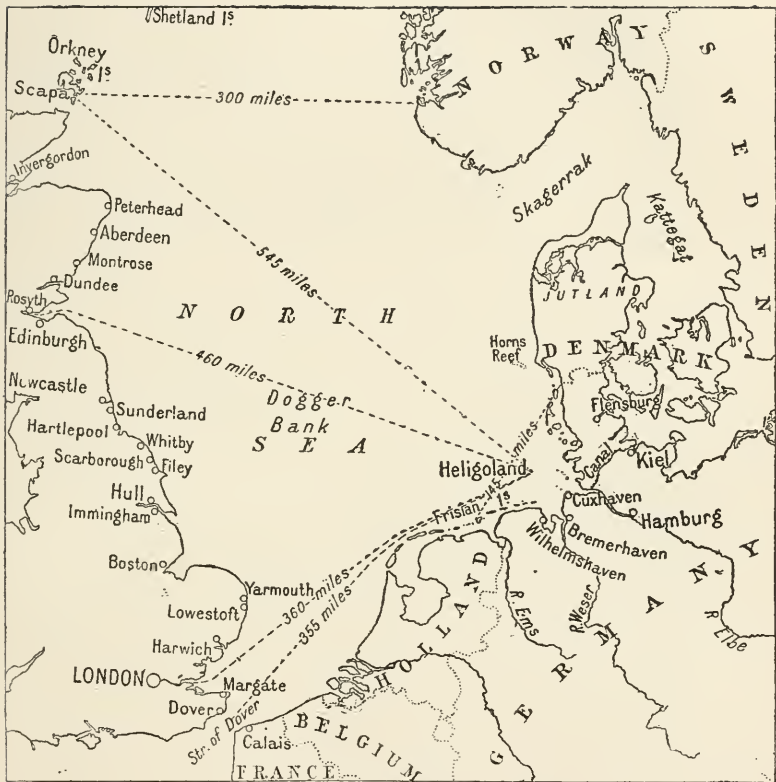 Shetland Is.
Orkney
Is.
NORWAY
SWEDEN
Scapa
300 miles
Invergordon
Skagerrak
Kattegat
Peterhead
Aberdeen
Montrose
Dundee
545 miles
JUTLAND
Rosyth
NORTH
Edinburgh
Horns
Reef
DENMARK
460 miles
Newcastle
Dogger
Bank
Sunderland
Flensburg
Hartlepool
Whitby
SEA
miles
Scarborough
Filey
Heligoland
Canal
Kiel
145
Hull
Frisian Is.
Cuxhaven
Immingham
Hamburg
Bremerhaven
Wilhelmshaven
Boston
Yarmouth
360 miles
355 miles
HOLLAND
R. Ems
R. Weser
GERMANY
R. Elbe
Lowestoft
Harwich
LONDON
Margate
Dover
Str. of Dover
Calais
BELGIUM
FRANCE